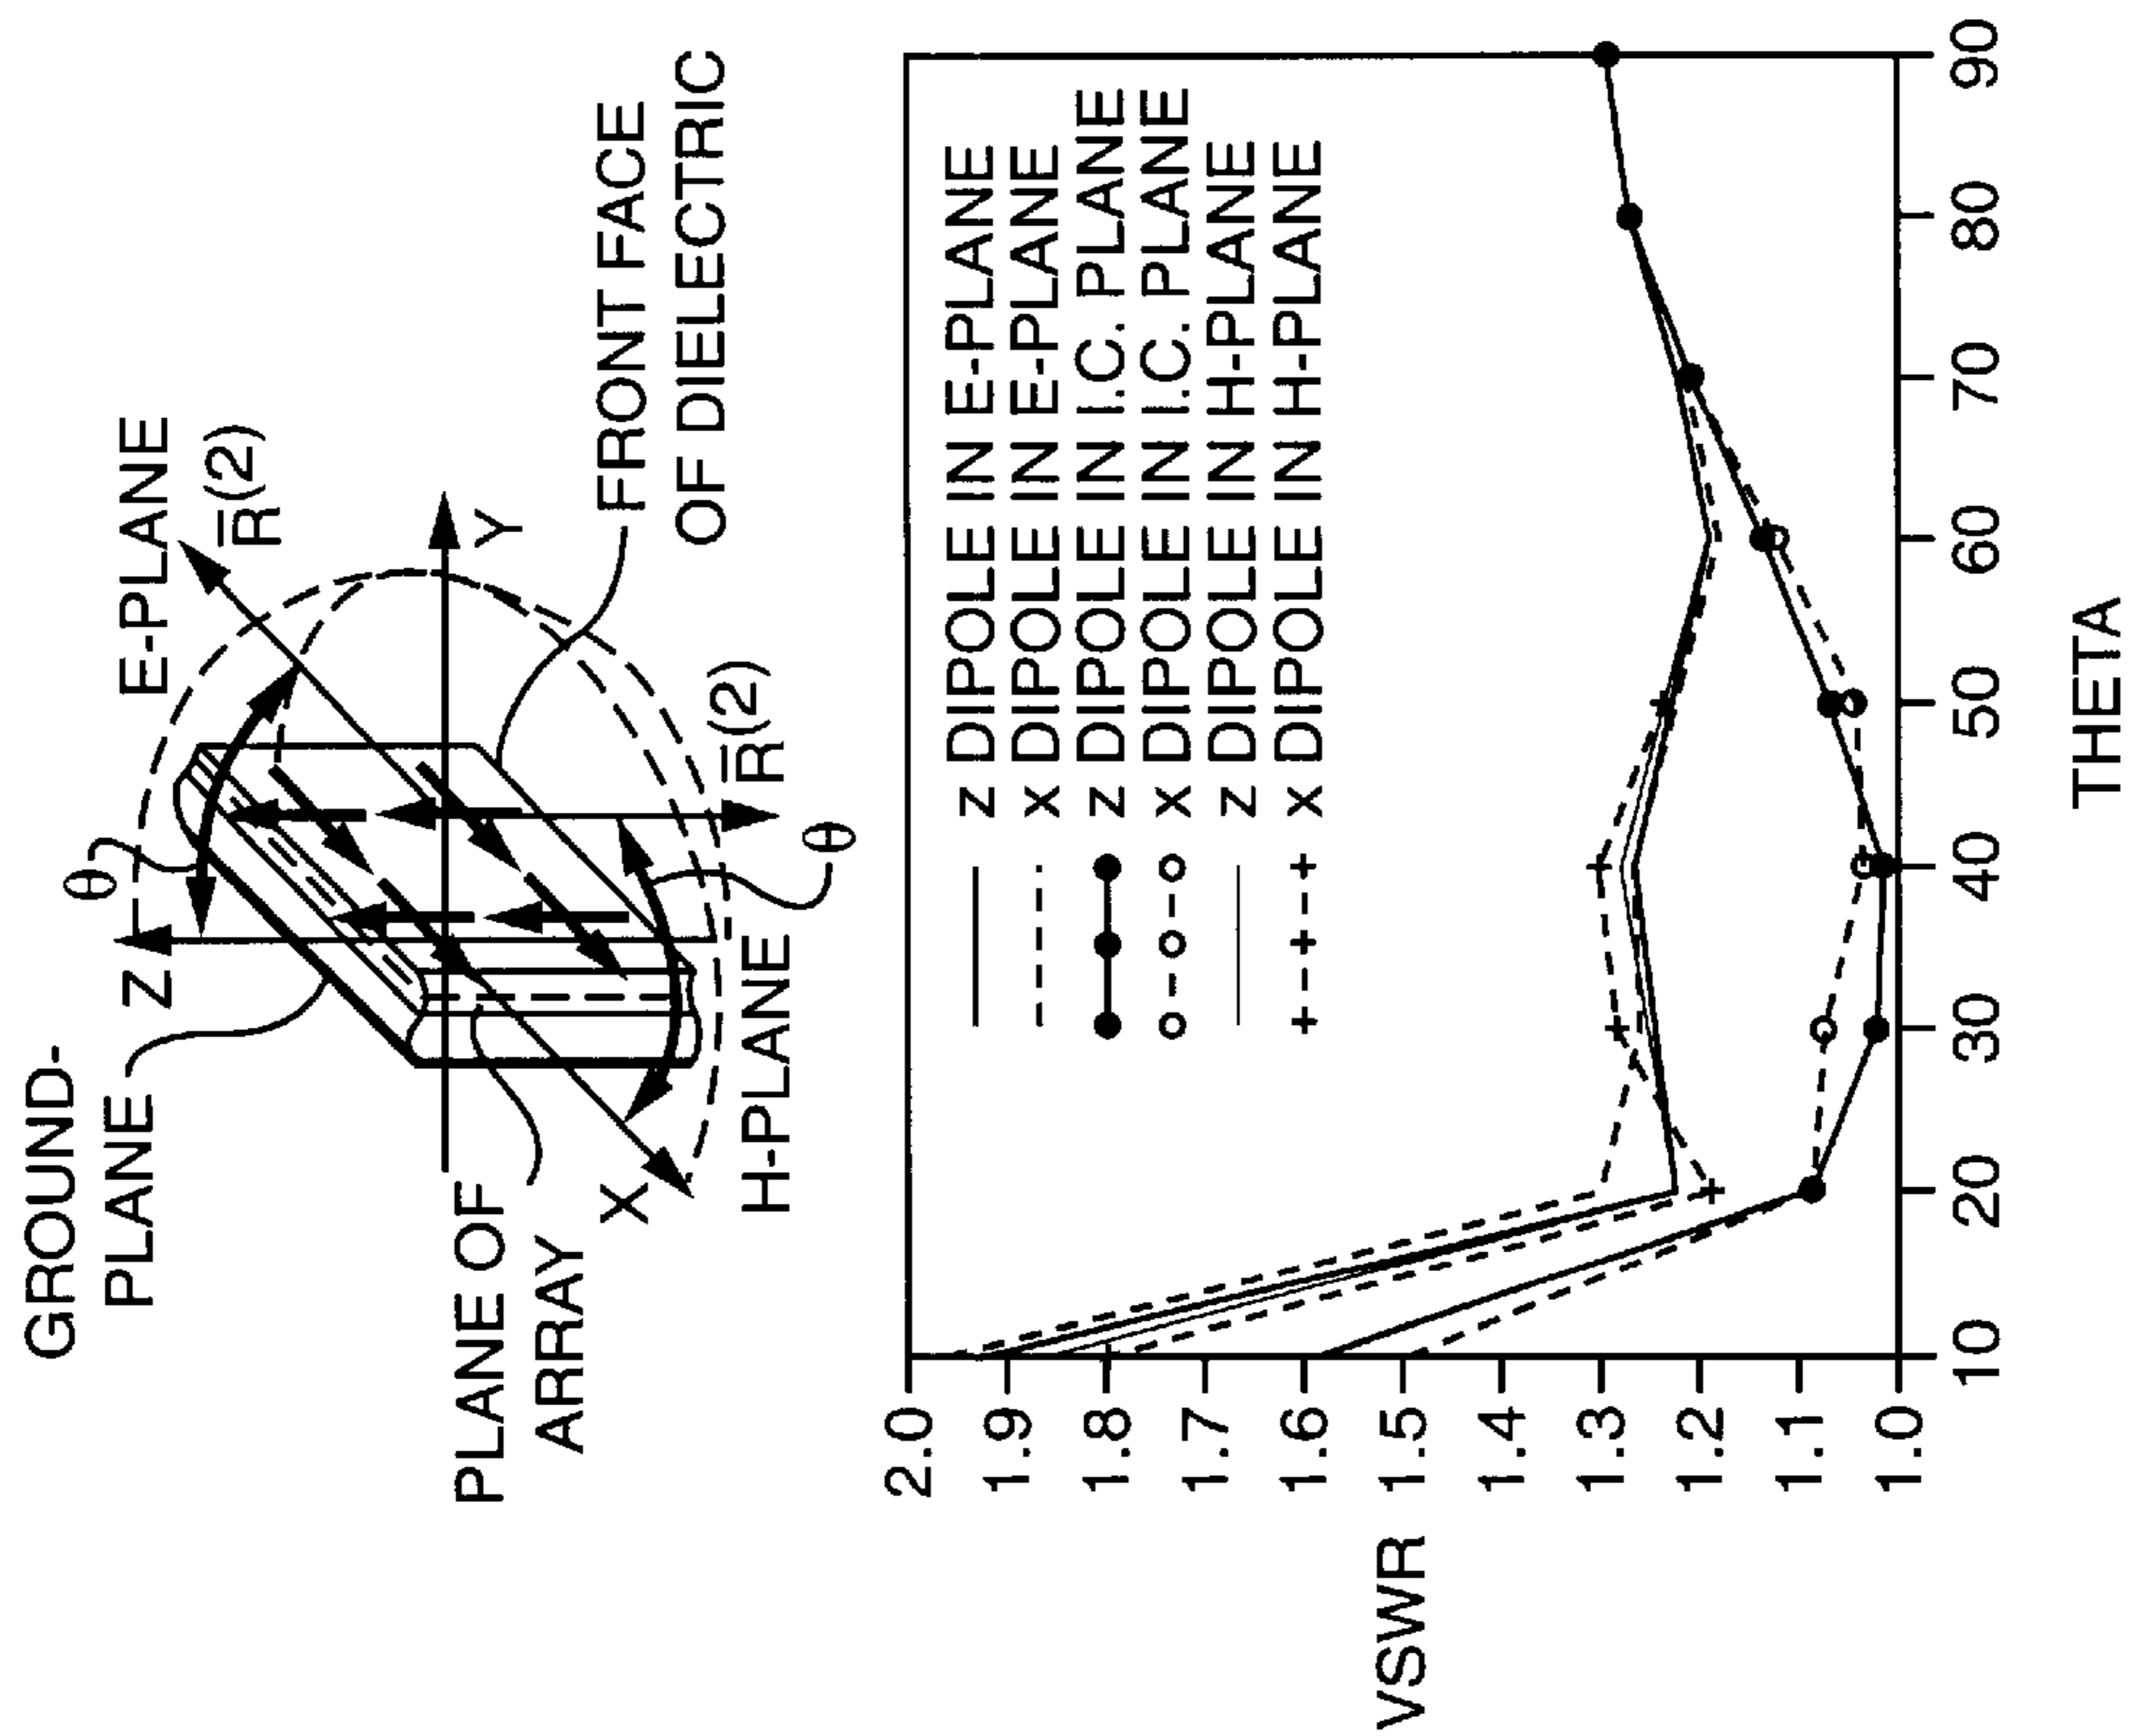 GROUND-
PLANE
Z
θ
E-PLANE
R(2)
Y
FRONT FACE
OF DIELECTRIC
PLANE OF
ARRAY
X
H-PLANE
θ
R(2)
VSWR
2.0
1.9
1.8
1.7
1.6
1.5
1.4
1.3
1.2
1.1
1.0
z DIPOLE IN E-PLANE
x DIPOLE IN E-PLANE
z DIPOLE IN I.C. PLANE
x DIPOLE IN I.C. PLANE
z DIPOLE IN H-PLANE
x DIPOLE IN H-PLANE
10 20 30 40 50 60 70 80 90
THETA